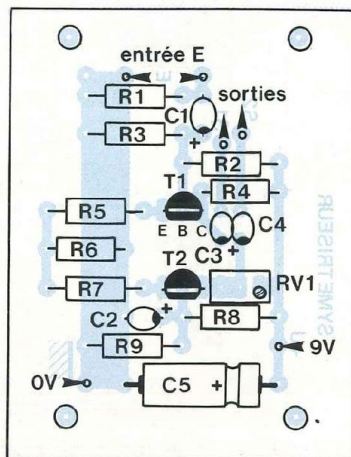 entrée E
R1
C1
sorties
R3
+
R2
R4
T1
R5
E B C
C4
R6
C3
+
T2
R7
RV1
C2
+
R8
R9
9V
0V
C5
+
SYMETRISEUR
E